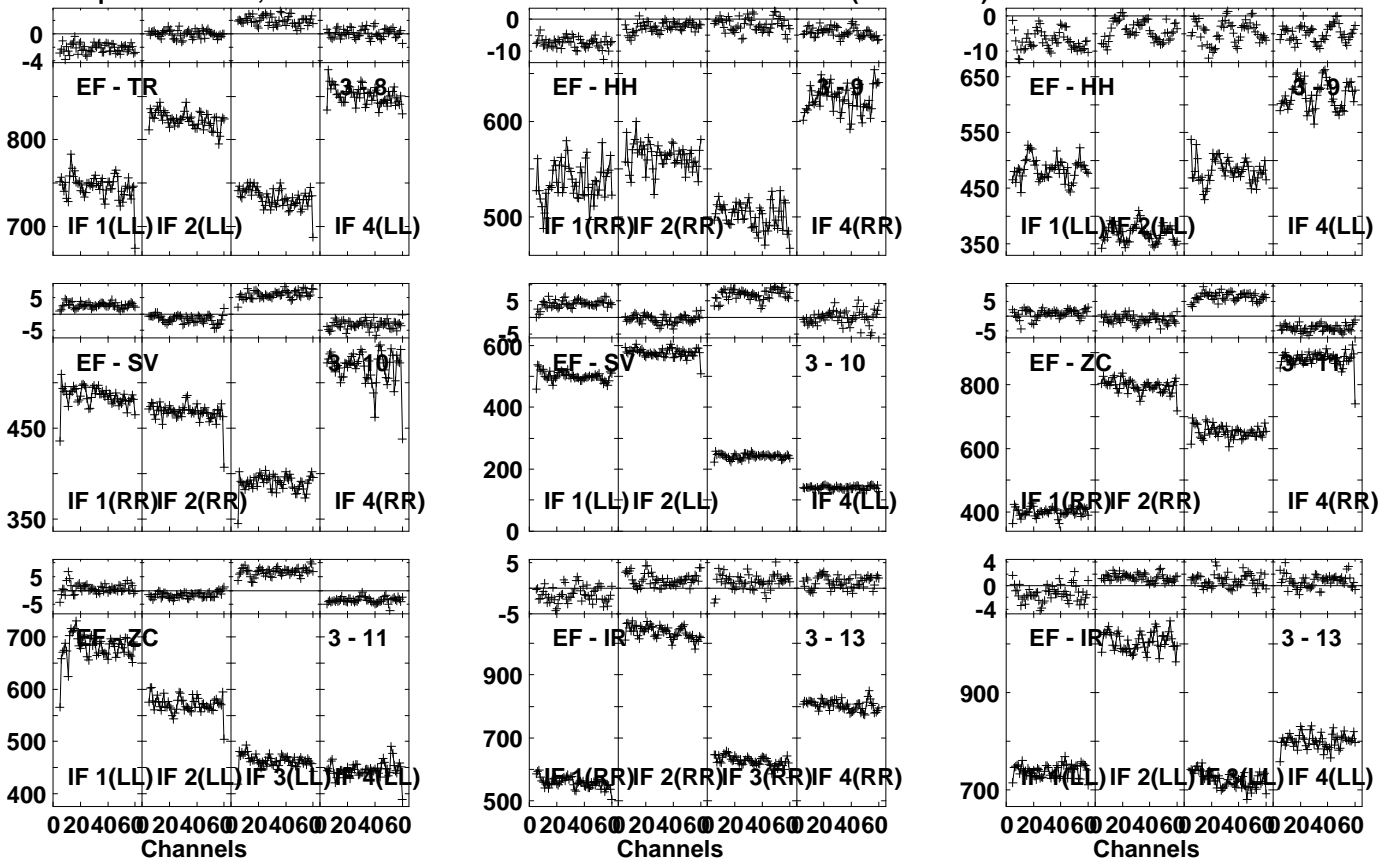 0
-4
EF - TR
3 - 8
800
700
IF 1(LL) IF 2(LL)
IF 4(LL)
0
-10
EF - HH
3 - 9
600
500
IF 1(RR) IF 2(RR)
IF 4(RR)
0
-10
650
EF - HH
3 - 9
550
450
350
IF 1(LL) IF 2(LL)
IF 4(LL)
5
-5
EF - SV
3 - 10
450
350
IF 1(RR) IF 2(RR)
IF 4(RR)
5
-5
600
EF - SV
3 - 10
400
200
0
IF 1(LL) IF 2(LL)
IF 4(LL)
5
-5
EF - ZC
3 - 11
800
600
400
IF 1(RR) IF 2(RR)
IF 4(RR)
5
-5
700
EF - ZC
3 - 11
600
500
400
IF 1(LL) IF 2(LL) IF 3(LL) IF 4(LL)
0 204060 0 204060 0 204060 0 204060
Channels
5
-5
EF - IR
3 - 13
900
700
500
IF 1(RR) IF 2(RR) IF 3(RR) IF 4(RR)
0 204060 0 204060 0 204060 0 204060
Channels
4
0
-4
EF - IR
3 - 13
900
700
IF 1(LL) IF 2(LL) IF 3(LL) IF 4(LL)
0 204060 0 204060 0 204060 0 204060
Channels